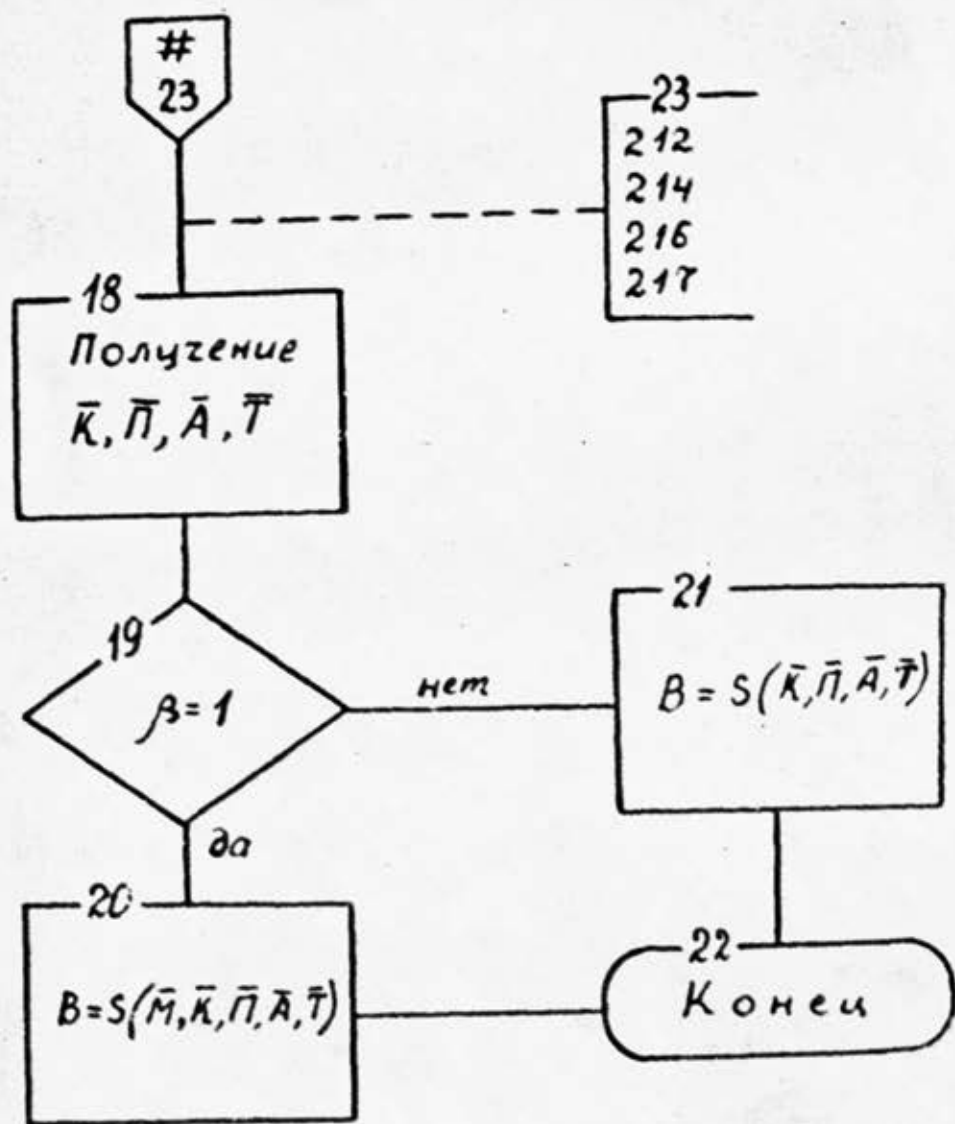 #
23
23
212
214
216
217
18
Получение
K̄, П̄, Ā, T̄
19
β = 1
нет
да
21
B = S(K̄, П̄, Ā, T̄)
20
B = S(M̄, K̄, П̄, Ā, T̄)
22
Конец